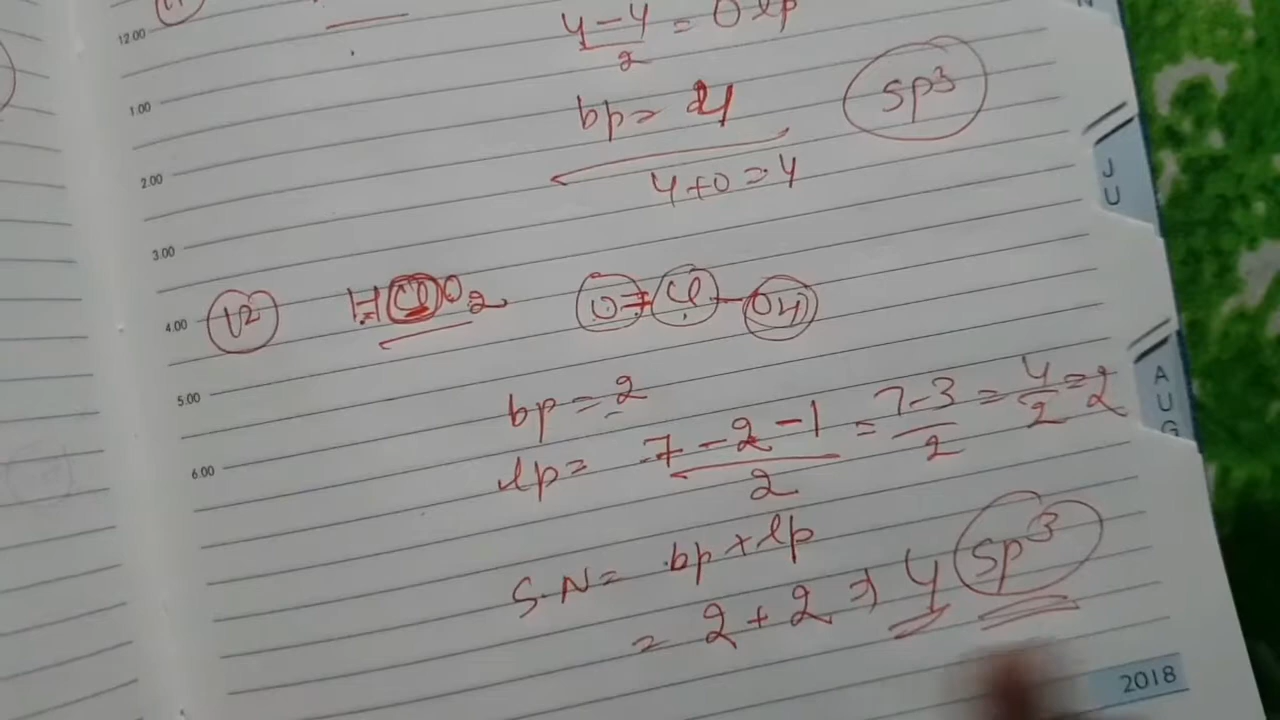 12.00
4-4/2 = 0 lp
1.00
bp = 4 sp³
2.00
4+0=4
3.00
J
U
4.00 12 HClO2 O=Cl-OH
5.00
bp = 2
A
U
G
6.00
lp = 7-2-1/2 = 7-3/2 = 4/2 = 2
S.N = bp + lp
= 2 + 2 ⇒ 4 sp³
2018